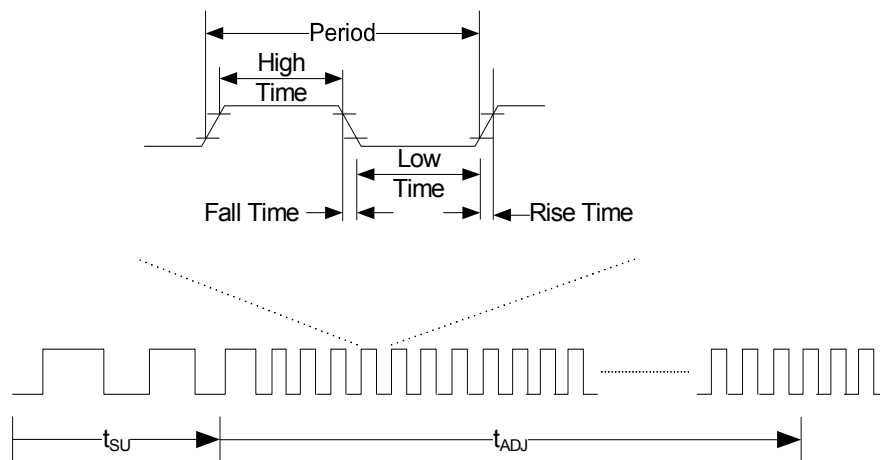 Period
High
Time
Low
Time
Fall Time
Rise Time
tSU
tADJ